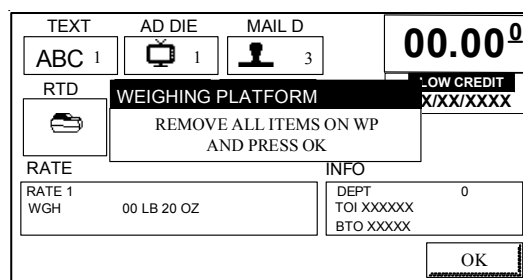 TEXT AD DIE MAIL D
ABC 1 1 3
00.00 0
RTD
LOW CREDIT
X/XX/XXXX
WEIGHING PLATFORM
REMOVE ALL ITEMS ON WP
AND PRESS OK
RATE INFO
RATE 1
WGH 00 LB 20 OZ
DEPT 0
TOI XXXXXX
BTO XXXXX
OK